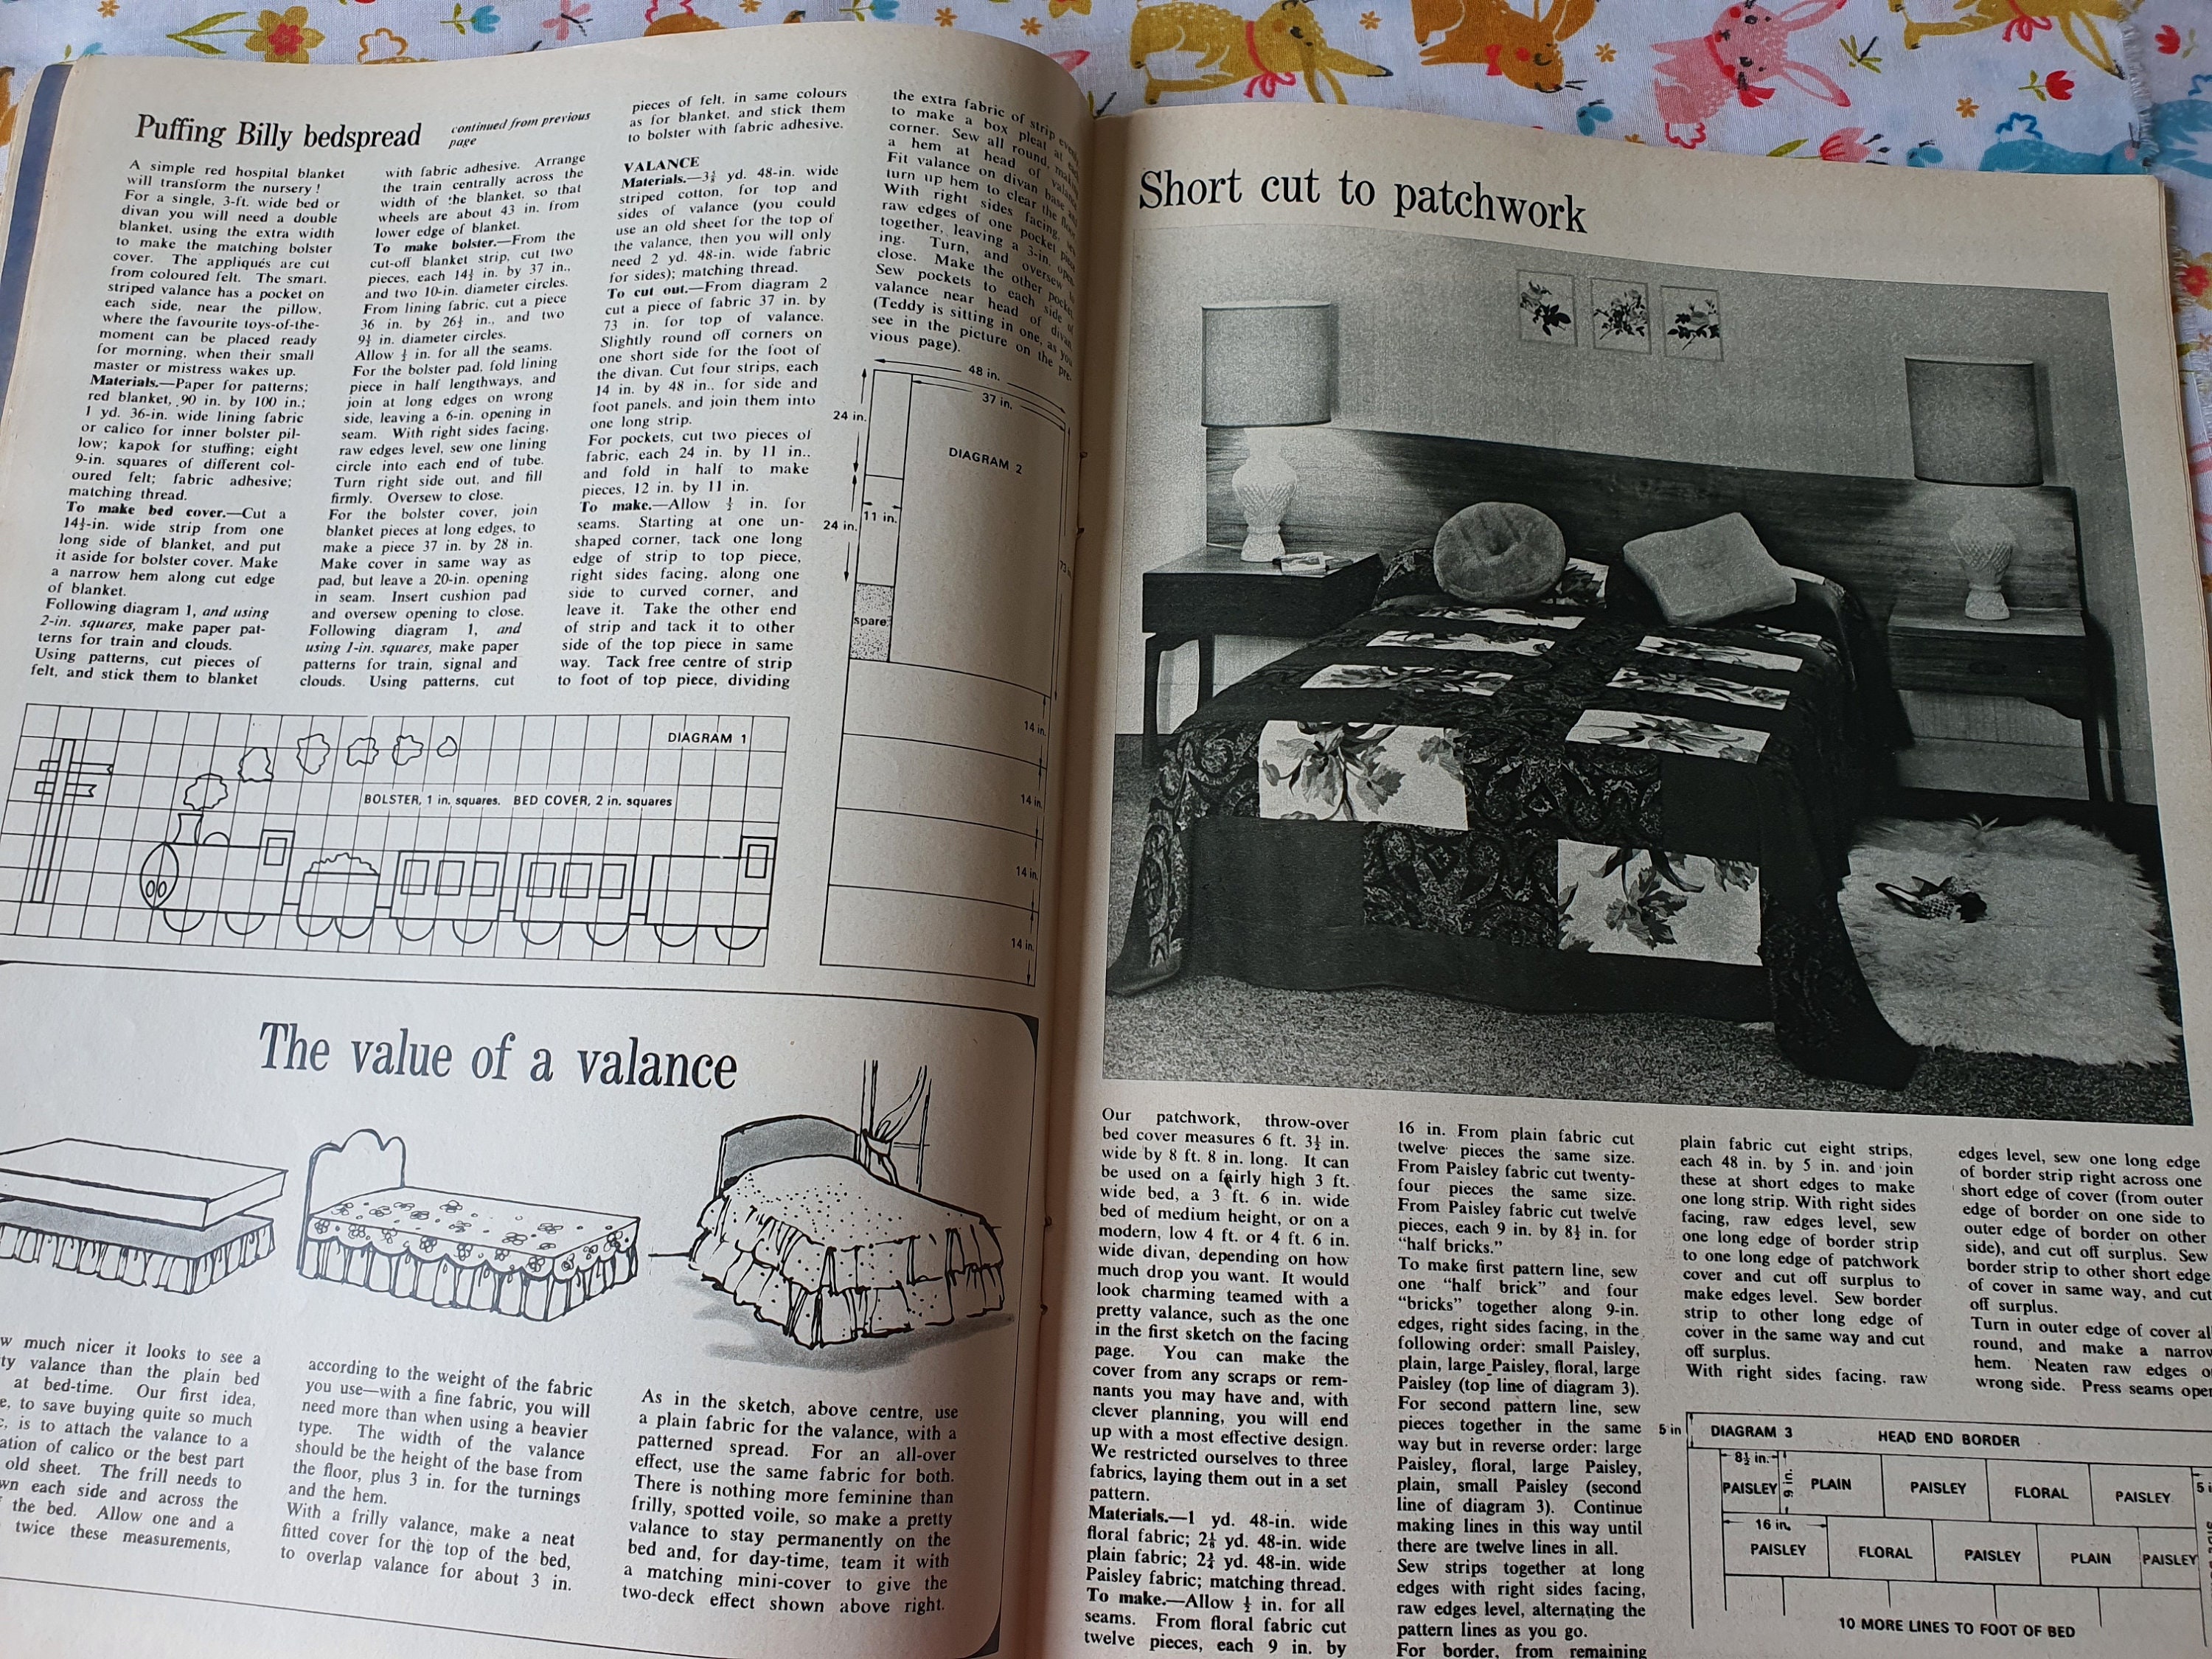 Puffing Billy bedspread
continued from previous
page
A simple red hospital blanket
will transform the nursery !
For a single, 3-ft. wide bed or
divan you will need a double
blanket, using the extra width
to make the matching bolster
cover. The appliqués are cut
from coloured felt. The smart,
striped valance has a pocket on
each side, near the pillow,
where the favourite toys-of-the-
moment can be placed ready
for morning, when their small
master or mistress wakes up.
Materials.—Paper for patterns;
red blanket, 90 in. by 100 in.;
1 yd. 36-in. wide lining fabric
or calico for inner bolster pil-
low; kapok for stuffing; eight
9-in. squares of different col-
oured felt; fabric adhesive;
matching thread.
To make bed cover.—Cut a
14½-in. wide strip from one
long side of blanket, and put
it aside for bolster cover. Make
a narrow hem along cut edge
of blanket.
Following diagram 1, and using
2-in. squares, make paper pat-
terns for train and clouds.
Using patterns, cut pieces of
felt, and stick them to blanket
with fabric adhesive. Arrange
the train centrally across the
width of the blanket, so that
wheels are about 43 in. from
lower edge of blanket.
To make bolster.—From the
cut-off blanket strip, cut two
pieces, each 14½ in. by 37 in.,
and two 10-in. diameter circles.
From lining fabric, cut a piece
36 in. by 26½ in., and two
9½ in. diameter circles.
Allow ½ in. for all the seams.
For the bolster pad, fold lining
piece in half lengthways, and
join at long edges on wrong
side, leaving a 6-in. opening in
seam. With right sides facing,
raw edges level, sew one lining
circle into each end of tube.
Turn right side out, and fill
firmly. Oversew to close.
For the bolster cover, join
blanket pieces at long edges, to
make a piece 37 in. by 28 in.
Make cover in same way as
pad, but leave a 20-in. opening
in seam. Insert cushion pad
and oversew opening to close.
Following diagram 1, and
using 1-in. squares, make paper
patterns for train, signal and
clouds. Using patterns, cut
pieces of felt, in same colours
as for blanket, and stick them
to bolster with fabric adhesive.
VALANCE
Materials.—3¾ yd. 48-in. wide
striped cotton, for top and
sides of valance (you could
use an old sheet for the top of
the valance, then you will only
need 2 yd. 48-in. wide fabric
for sides); matching thread.
To cut out.—From diagram 2
cut a piece of fabric 37 in. by
73 in. for top of valance.
Slightly round off corners on
one short side for the foot of
the divan. Cut four strips, each
14 in. by 48 in., for side and
foot panels, and join them into
one long strip.
For pockets, cut two pieces of
fabric, each 24 in. by 11 in.,
and fold in half to make
pieces, 12 in. by 11 in.
To make.—Allow ½ in. for
seams. Starting at one un-
shaped corner, tack one long
edge of strip to top piece,
right sides facing, along one
side to curved corner, and
leave it. Take the other end
of strip and tack it to other
side of the top piece in same
way. Tack free centre of strip
to foot of top piece, dividing
the extra fabric of strip evenly
to make a box pleat at each
corner. Sew all round, making
a hem at head of valance.
Fit valance on divan base and
turn up hem to clear the floor.
With right sides facing, sew
raw edges of one pocket
together, leaving a 3-in. open-
ing. Turn, and oversew to
close. Make the other pocket.
Sew pockets to each side of
valance near head of divan.
(Teddy is sitting in one, as you
see in the picture on the pre-
vious page).
48 in.
37 in.
24 in.
DIAGRAM 2
11 in.
24 in.
73 in.
spare
14 in.
14 in.
14 in.
14 in.
DIAGRAM 1
BOLSTER, 1 in. squares. BED COVER, 2 in. squares
The value of a valance
much nicer it looks to see a
valance than the plain bed
at bed-time. Our first idea,
to save buying quite so much
is to attach the valance to a
of calico or the best part
old sheet. The frill needs to
each side and across the
the bed. Allow one and a
twice these measurements,
according to the weight of the fabric
you use—with a fine fabric, you will
need more than when using a heavier
type. The width of the valance
should be the height of the base from
the floor, plus 3 in. for the turnings
and the hem.
With a frilly valance, make a neat
fitted cover for the top of the bed,
to overlap valance for about 3 in.
As in the sketch, above centre, use
a plain fabric for the valance, with a
patterned spread. For an all-over
effect, use the same fabric for both.
There is nothing more feminine than
frilly, spotted voile, so make a pretty
valance to stay permanently on the
bed and, for day-time, team it with
a matching mini-cover to give the
two-deck effect shown above right.
Short cut to patchwork
Our patchwork, throw-over
bed cover measures 6 ft. 3½ in.
wide by 8 ft. 8 in. long. It can
be used on a fairly high 3 ft.
wide bed, a 3 ft. 6 in. wide
bed of medium height, or on a
modern, low 4 ft. or 4 ft. 6 in.
wide divan, depending on how
much drop you want. It would
look charming teamed with a
pretty valance, such as the one
in the first sketch on the facing
page. You can make the
cover from any scraps or rem-
nants you may have and, with
clever planning, you will end
up with a most effective design.
We restricted ourselves to three
fabrics, laying them out in a set
pattern.
Materials.—1 yd. 48-in. wide
floral fabric; yd. 48-in. wide
plain fabric; 2¾ yd. 48-in. wide
Paisley fabric; matching thread.
To make.—Allow ½ in. for all
seams. From floral fabric cut
twelve pieces, each 9 in. by
16 in. From plain fabric cut
twelve pieces the same size.
From Paisley fabric cut twenty-
four pieces the same size.
From Paisley fabric cut twelve
pieces, each 9 in. by 8½ in. for
"half bricks."
To make first pattern line, sew
one "half brick" and four
"bricks" together along 9-in.
edges, right sides facing, in the
following order: small Paisley,
plain, large Paisley, floral, large
Paisley (top line of diagram 3).
For second pattern line, sew
pieces together in the same
way but in reverse order: large
Paisley, floral, large Paisley,
plain, small Paisley (second
line of diagram 3). Continue
making lines in this way until
there are twelve lines in all.
Sew strips together at long
edges with right sides facing,
raw edges level, alternating the
pattern lines as you go.
For border, from remaining
plain fabric cut eight strips,
each 48 in. by 5 in. and join
these at short edges to make
one long strip. With right sides
facing, raw edges level, sew
one long edge of border strip
to one long edge of patchwork
cover and cut off surplus to
make edges level. Sew border
strip to other long edge of
cover in the same way and cut
off surplus.
With right sides facing, raw
edges level, sew one long edge
of border strip right across one
short edge of cover (from outer
edge of border on one side to
outer edge of border on other
side), and cut off surplus. Sew
border strip to other short edge
of cover in same way, and cut
off surplus.
Turn in outer edge of cover all
round, and make a narrow
hem. Neaten raw edges on
wrong side. Press seams open.
5 in
DIAGRAM 3
HEAD END BORDER
8½ in.
9 in.
5 in
PAISLEY PLAIN PAISLEY FLORAL PAISLEY
16 in.
PAISLEY FLORAL PAISLEY PLAIN PAISLEY
10 MORE LINES TO FOOT OF BED